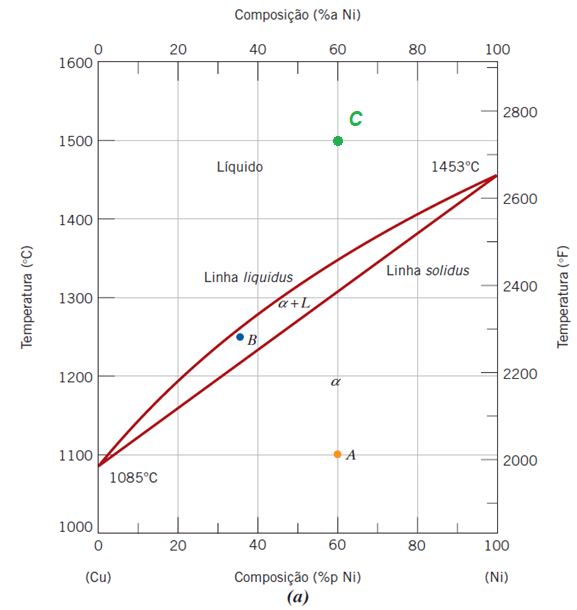 Composição (%a Ni)
0 20 40 60 80 100
1600
C
2800
1500
Líquido
1453°C
2600
1400
Linha liquidus
Linha solidus
Temperatura (°C)
Temperatura (°F)
1300
α+L
2400
B
1200
α
2200
1100
A
2000
1085°C
1000
0 20 40 60 80 100
(Cu) Composição (%p Ni) (Ni)
(a)